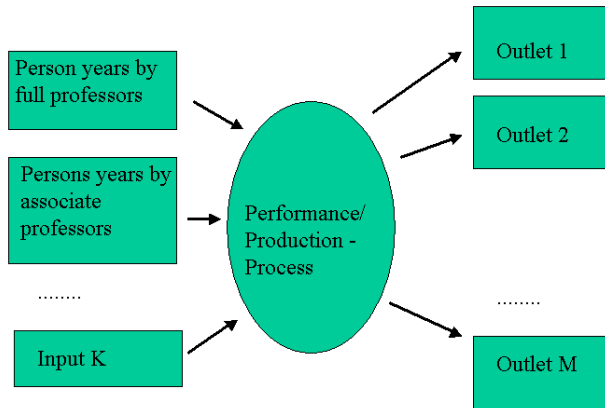 Person years by
full professors
Persons years by
associate
professors
........
Input K
Performance/
Production -
Process
Outlet 1
Outlet 2
........
Outlet M